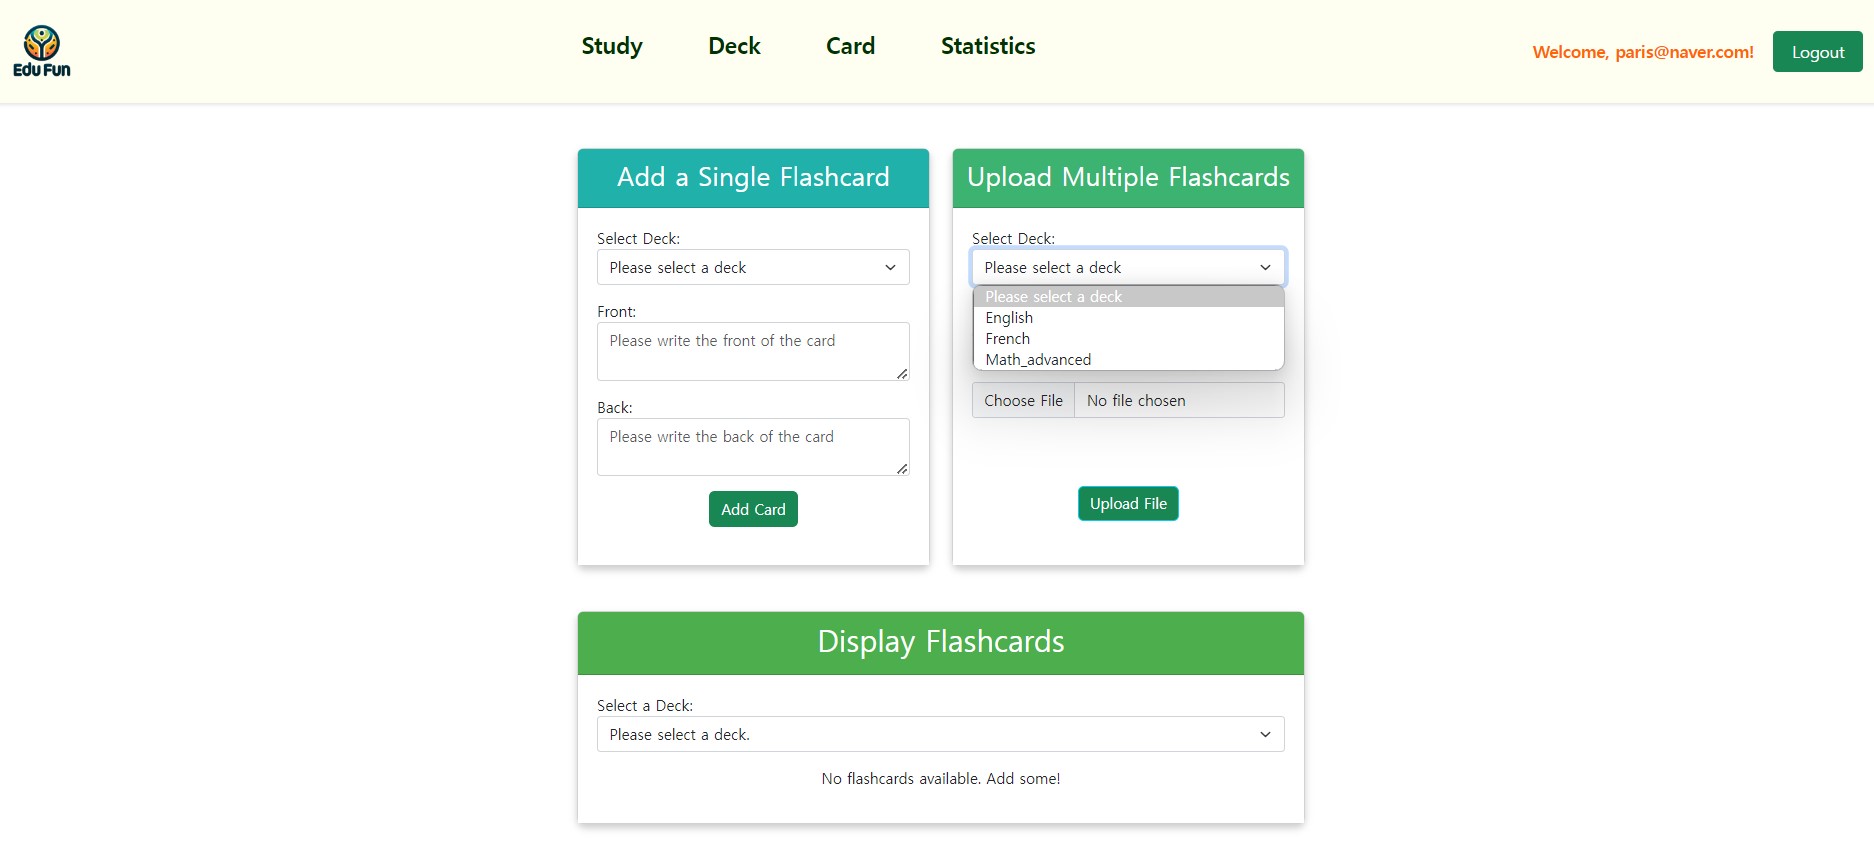 Edu Fun
Study Deck Card Statistics
Welcome, paris@naver.com!
Logout
Add a Single Flashcard
Select Deck:
Please select a deck
Front:
Please write the front of the card
Back:
Please write the back of the card
Add Card
Upload Multiple Flashcards
Select Deck:
Please select a deck
Please select a deck
English
French
Math_advanced
Choose File No file chosen
Upload File
Display Flashcards
Select a Deck:
Please select a deck.
No flashcards available. Add some!